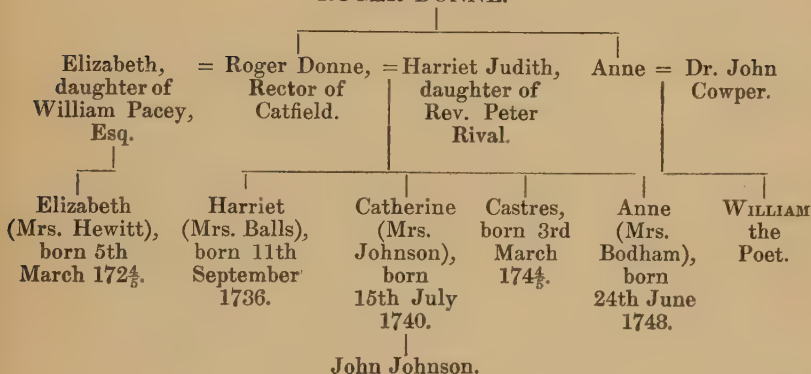 ROGER DONNE.
Elizabeth,
daughter of
William Pacey,
Esq.
= Roger Donne,
Rector of
Catfield.
= Harriet Judith,
daughter of
Rev. Peter
Rival.
Anne = Dr. John
Cowper.
Elizabeth
(Mrs. Hewitt),
born 5th
March 172⅘.
Harriet
(Mrs. Balls),
born 11th
September
1736.
Catherine
(Mrs.
Johnson),
born
15th July
1740.
Castres,
born 3rd
March
174⅘.
Anne
(Mrs.
Bodham),
born
24th June
1748.
WILLIAM
the
Poet.
John Johnson.